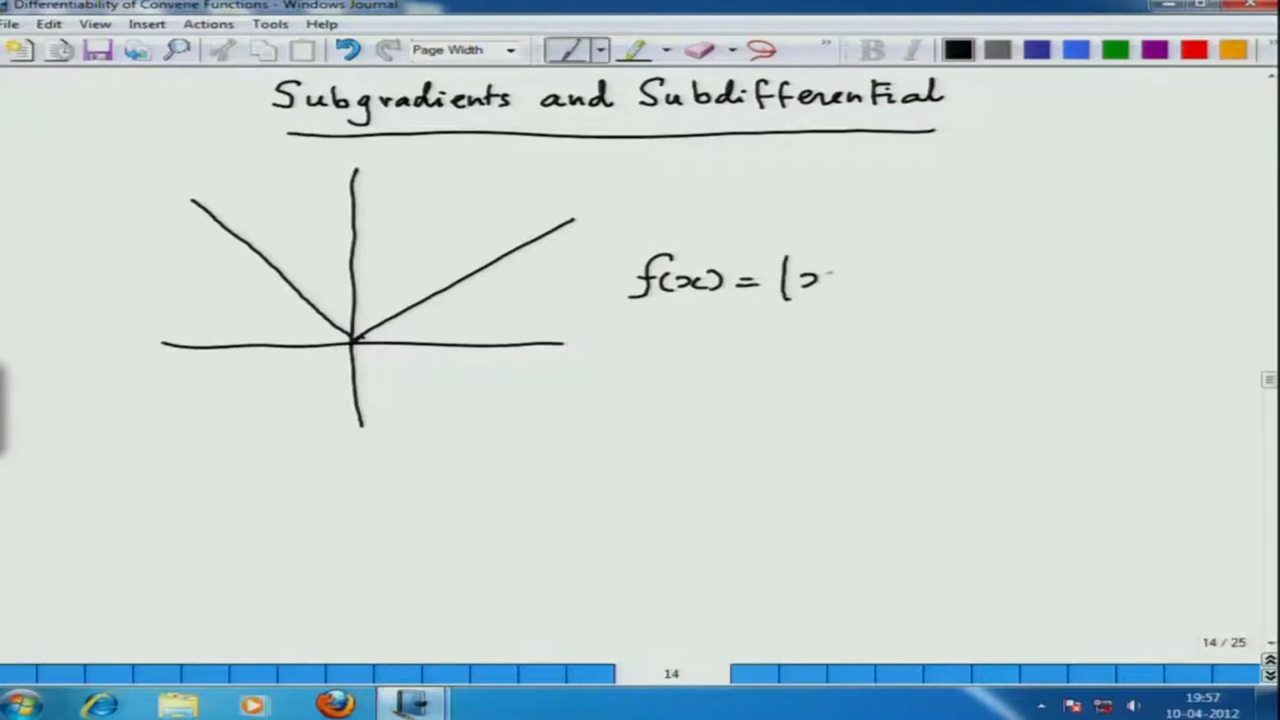 Differentiability of Convene Functions - Windows Journal
File Edit View Insert Actions Tools Help
Page Width
Subgradients and Subdifferential
f(x) = |x
14 / 25
14
19:57
10-04-2012